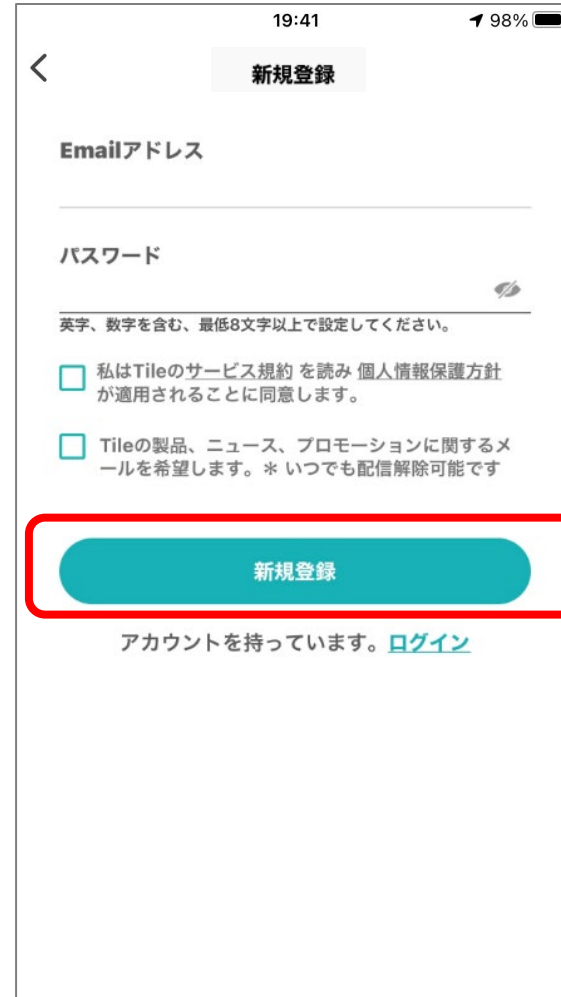 19:41 98%
新規登録
Emailアドレス
パスワード
英字、数字を含む、最低8文字以上で設定してください。
私はTileのサービス規約 を読み 個人情報保護方針
が適用されることに同意します。
Tileの製品、ニュース、プロモーションに関するメ
ールを希望します。＊ いつでも配信解除可能です
新規登録
アカウントを持っています。ログイン